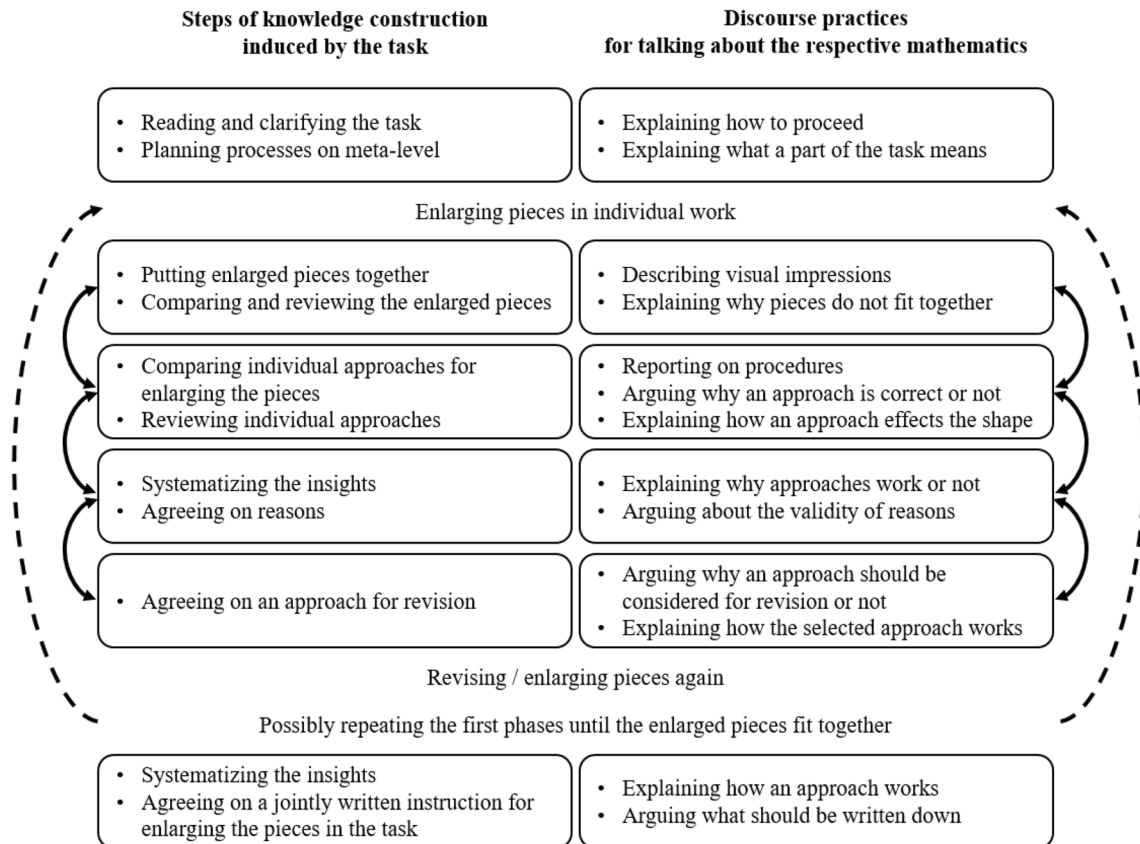 Steps of knowledge construction
induced by the task
Discourse practices
for talking about the respective mathematics
• Reading and clarifying the task
• Planning processes on meta-level
• Explaining how to proceed
• Explaining what a part of the task means
Enlarging pieces in individual work
• Putting enlarged pieces together
• Comparing and reviewing the enlarged pieces
• Describing visual impressions
• Explaining why pieces do not fit together
• Comparing individual approaches for
enlarging the pieces
• Reviewing individual approaches
• Reporting on procedures
• Arguing why an approach is correct or not
• Explaining how an approach effects the shape
• Systematizing the insights
• Agreeing on reasons
• Explaining why approaches work or not
• Arguing about the validity of reasons
• Agreeing on an approach for revision
• Arguing why an approach should be
considered for revision or not
• Explaining how the selected approach works
Revising / enlarging pieces again
Possibly repeating the first phases until the enlarged pieces fit together
• Systematizing the insights
• Agreeing on a jointly written instruction for
enlarging the pieces in the task
• Explaining how an approach works
• Arguing what should be written down